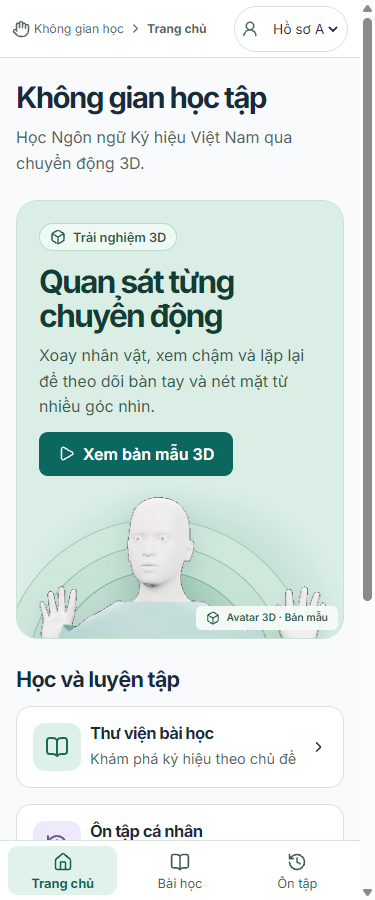 Không gian học > Trang chủ
Hồ sơ A
Không gian học tập
Học Ngôn ngữ Ký hiệu Việt Nam qua
chuyển động 3D.
Trải nghiệm 3D
Quan sát từng
chuyển động
Xoay nhân vật, xem chậm và lặp lại
để theo dõi bàn tay và nét mặt từ
nhiều góc nhìn.
Xem bản mẫu 3D
Avatar 3D · Bản mẫu
Học và luyện tập
Thư viện bài học
Khám phá ký hiệu theo chủ đề
Ôn tập cá nhân
Trang chủ
Bài học
Ôn tập